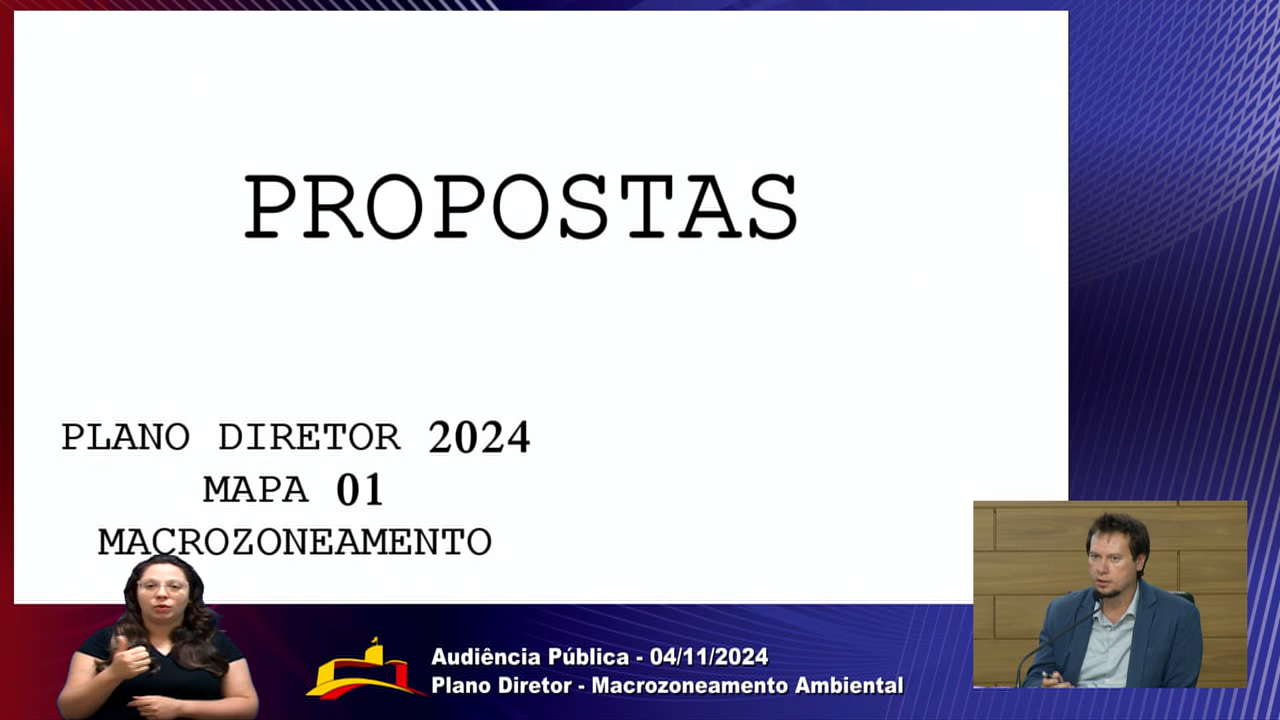 PROPOSTAS
PLANO DIRETOR 2024
MAPA 01
MACROZONEAMENTO
Audiência Pública - 04/11/2024
Plano Diretor - Macrozoneamento Ambiental